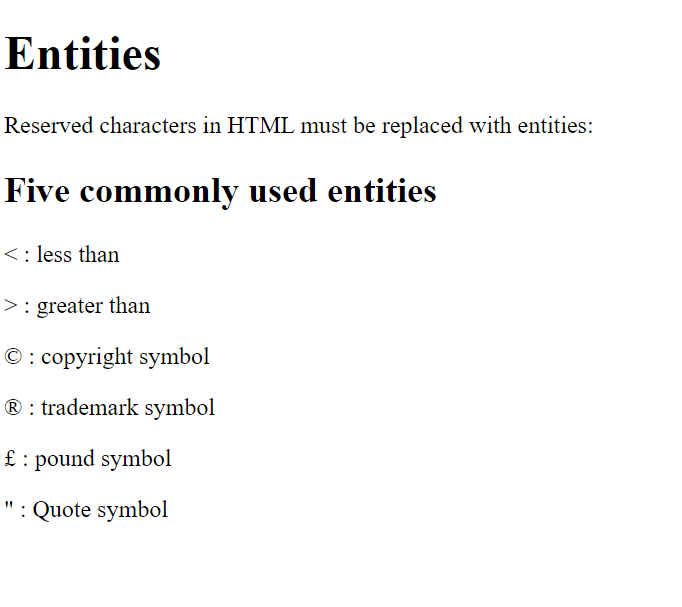 Entities
Reserved characters in HTML must be replaced with entities:
Five commonly used entities
< : less than
> : greater than
© : copyright symbol
® : trademark symbol
£ : pound symbol
" : Quote symbol